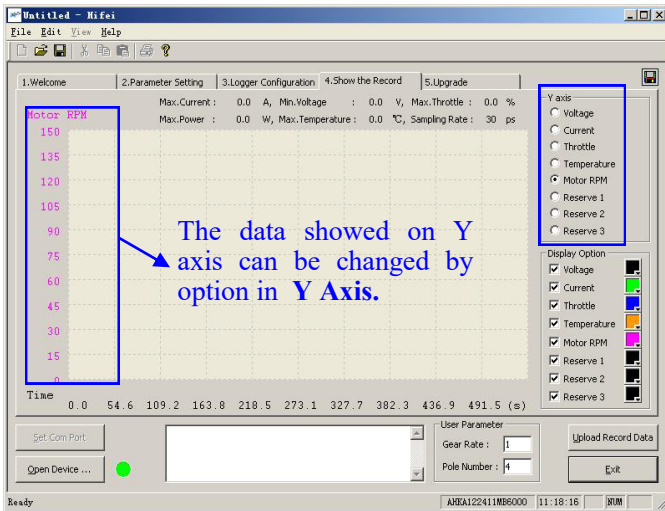 Untitled - Hifei
File Edit View Help
1.Welcome 2.Parameter Setting 3.Logger Configuration 4.Show the Record 5.Upgrade
Max.Current : 0.0 A, Min.Voltage : 0.0 V, Max.Throttle : 0.0 %
Max.Power : 0.0 W, Max.Temperature : 0.0 ℃, Sampling Rate : 30 ps
Motor RPM
150
135
120
105
90
75
60
45
30
15
0
Time
0.0 54.6 109.2 163.8 218.5 273.1 327.7 382.3 436.9 491.5 (s)
The data showed on Y
axis can be changed by
option in Y Axis.
Y axis
Voltage
Current
Throttle
Temperature
Motor RPM
Reserve 1
Reserve 2
Reserve 3
Display Option
Voltage
Current
Throttle
Temperature
Motor RPM
Reserve 1
Reserve 2
Reserve 3
Set Com Port
Open Device ...
User Parameter
Gear Rate : 1
Pole Number : 4
Upload Record Data
Exit
Ready AHKA122411MB6000 11:18:16 NUM